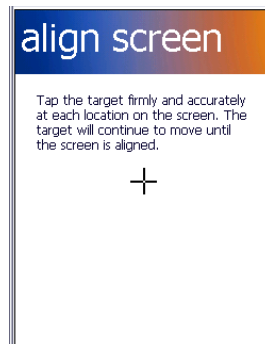 align screen
Tap the target firmly and accurately
at each location on the screen. The
target will continue to move until
the screen is aligned.